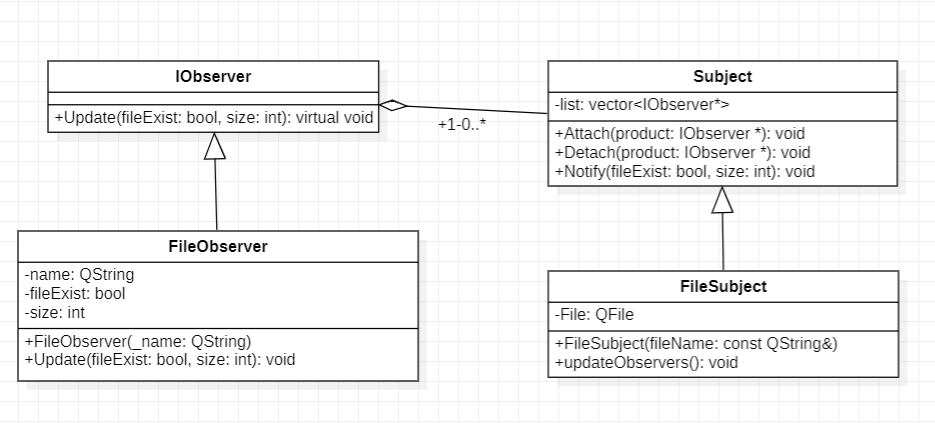 IObserver
+Update(fileExist: bool, size: int): virtual void
+1-0..*
Subject
-list: vector<IObserver*>
+Attach(product: IObserver *): void
+Detach(product: IObserver *): void
+Notify(fileExist: bool, size: int): void
FileObserver
-name: QString
-fileExist: bool
-size: int
+FileObserver(_name: QString)
+Update(fileExist: bool, size: int): void
FileSubject
-File: QFile
+FileSubject(fileName: const QString&)
+updateObservers(): void